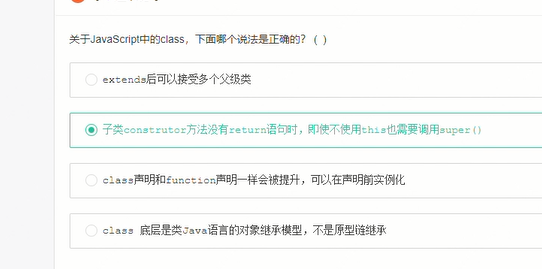 关于JavaScript中的class，下面哪个说法是正确的？（ ）
extends后可以接受多个父级类
子类construtor方法没有return语句时，即使不使用this也需要调用super()
class声明和function声明一样会被提升，可以在声明前实例化
class 底层是类Java语言的对象继承模型，不是原型链继承